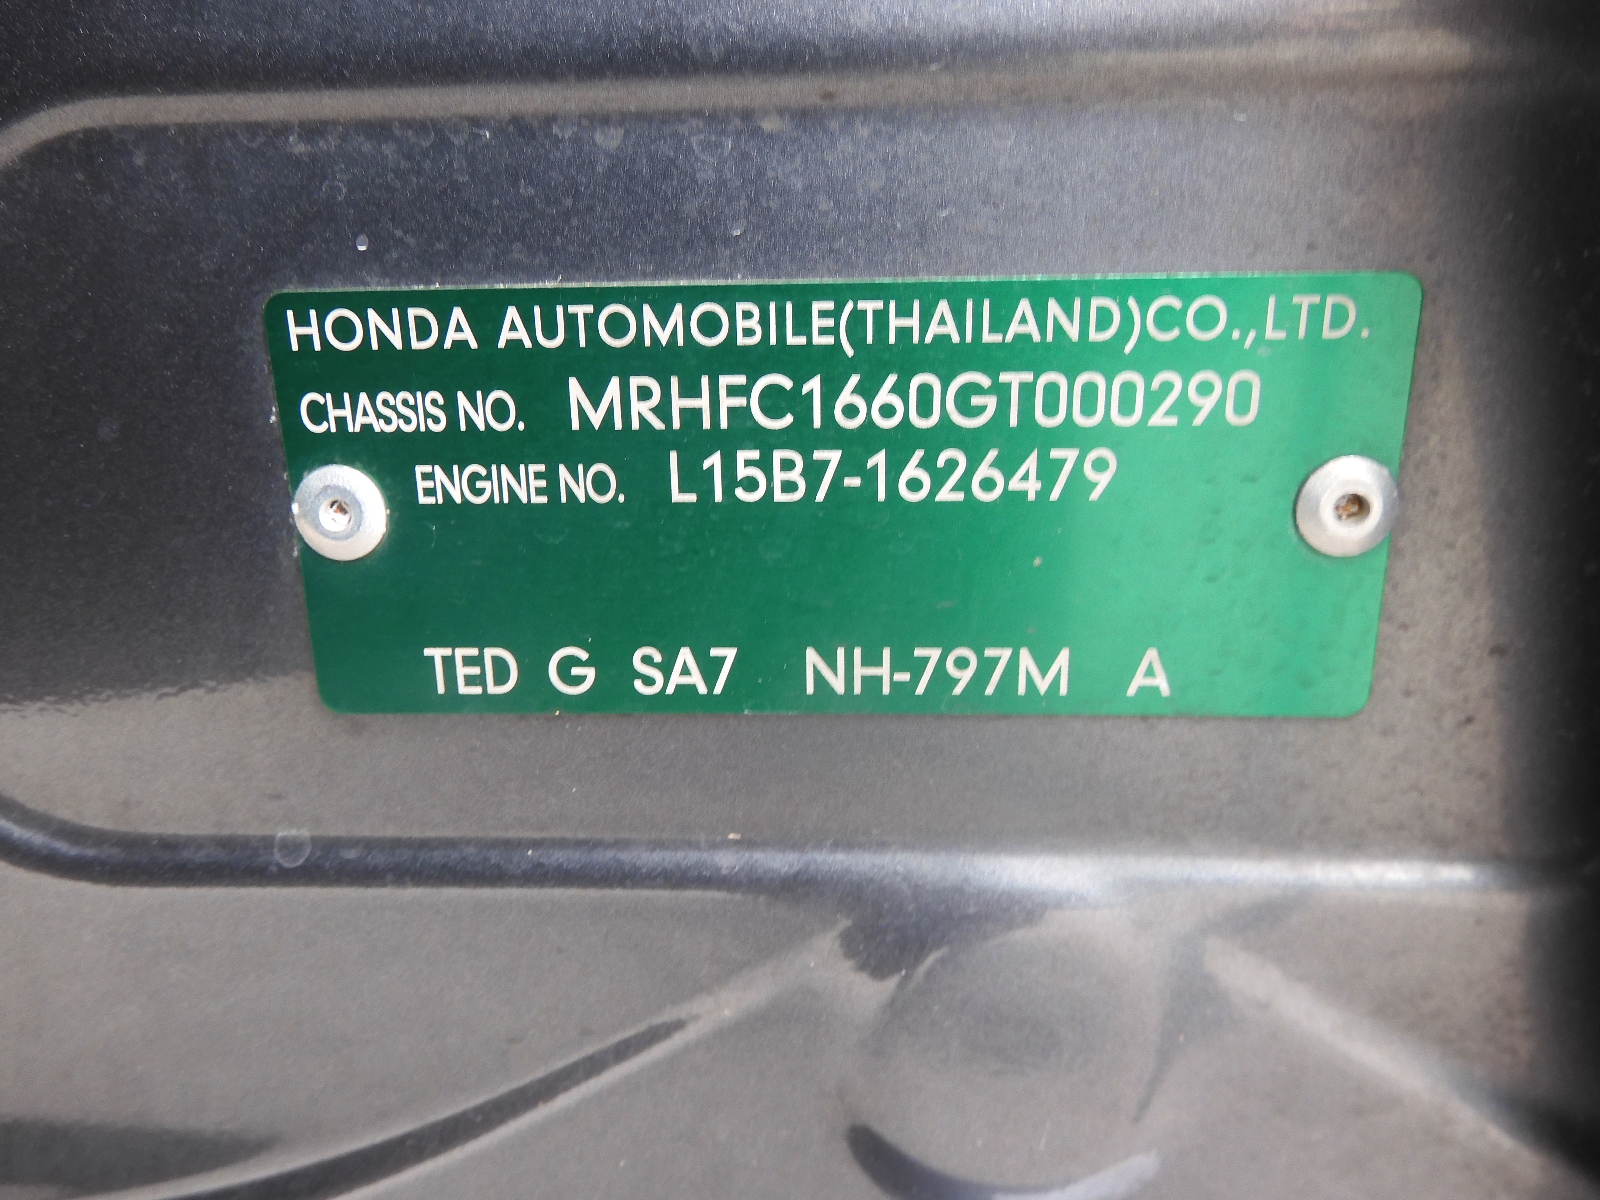 HONDA AUTOMOBILE(THAILAND)CO.,LTD.
CHASSIS NO. MRHFC1660GT000290
ENGINE NO. L15B7-1626479
TED G SA7 NH-797M A